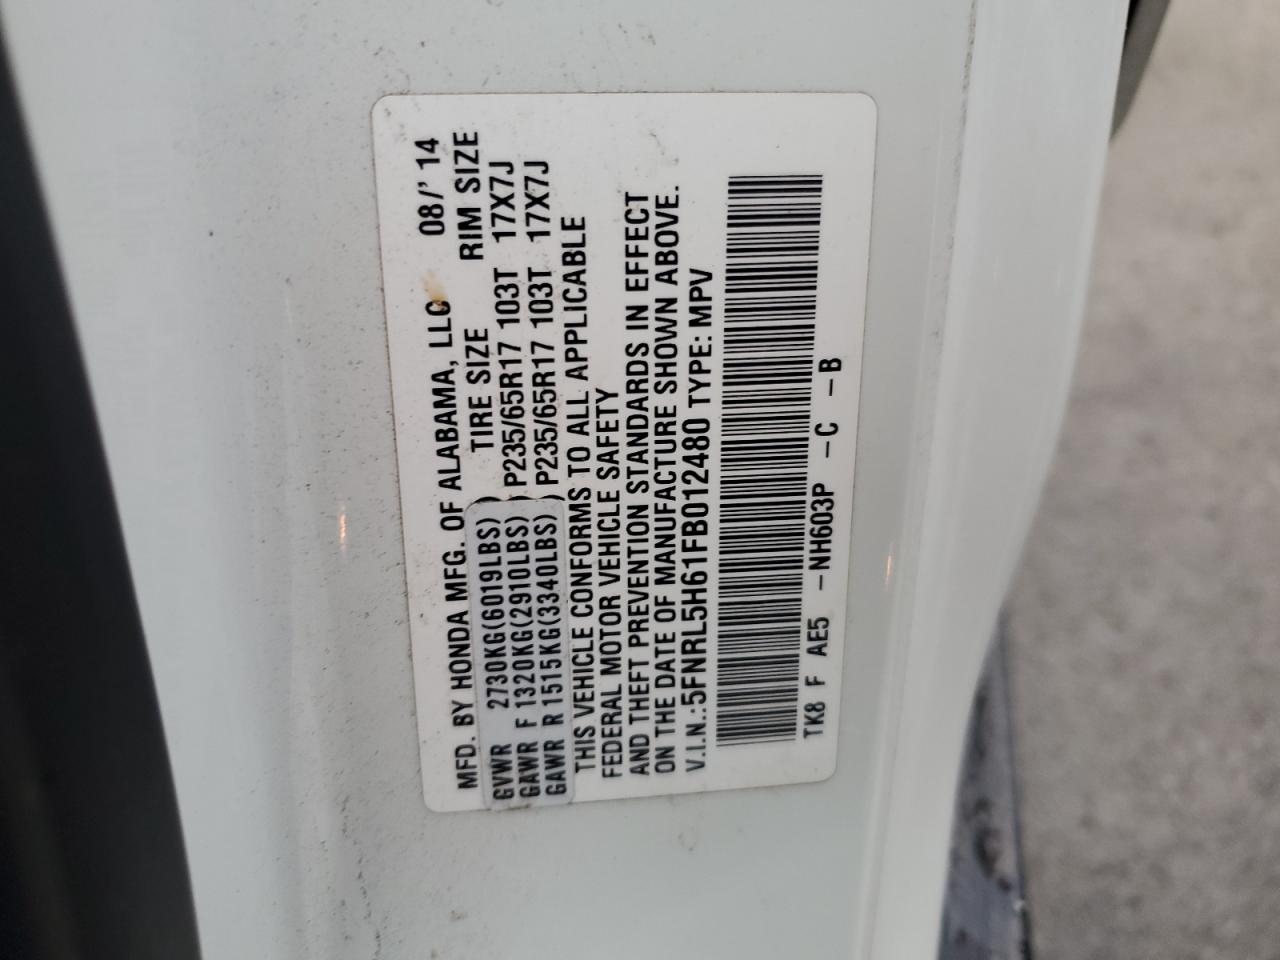 MFD. BY HONDA MFG. OF ALABAMA, LLC 08/'14
TIRE SIZE RIM SIZE
GVWR 2730KG(6019LBS) )
GAWR F 1320KG(2910LBS) ) P235/65R17 103T 17X7J
GAWR R 1515KG(3340LBS) ) P235/65R17 103T 17X7J
THIS VEHICLE CONFORMS TO ALL APPLICABLE
FEDERAL MOTOR VEHICLE SAFETY
AND THEFT PREVENTION STANDARDS IN EFFECT
ON THE DATE OF MANUFACTURE SHOWN ABOVE.
V.I.N.:5FNRL5H61FB012480 TYPE: MPV
TK8 F AE5 -NH603P -C -B